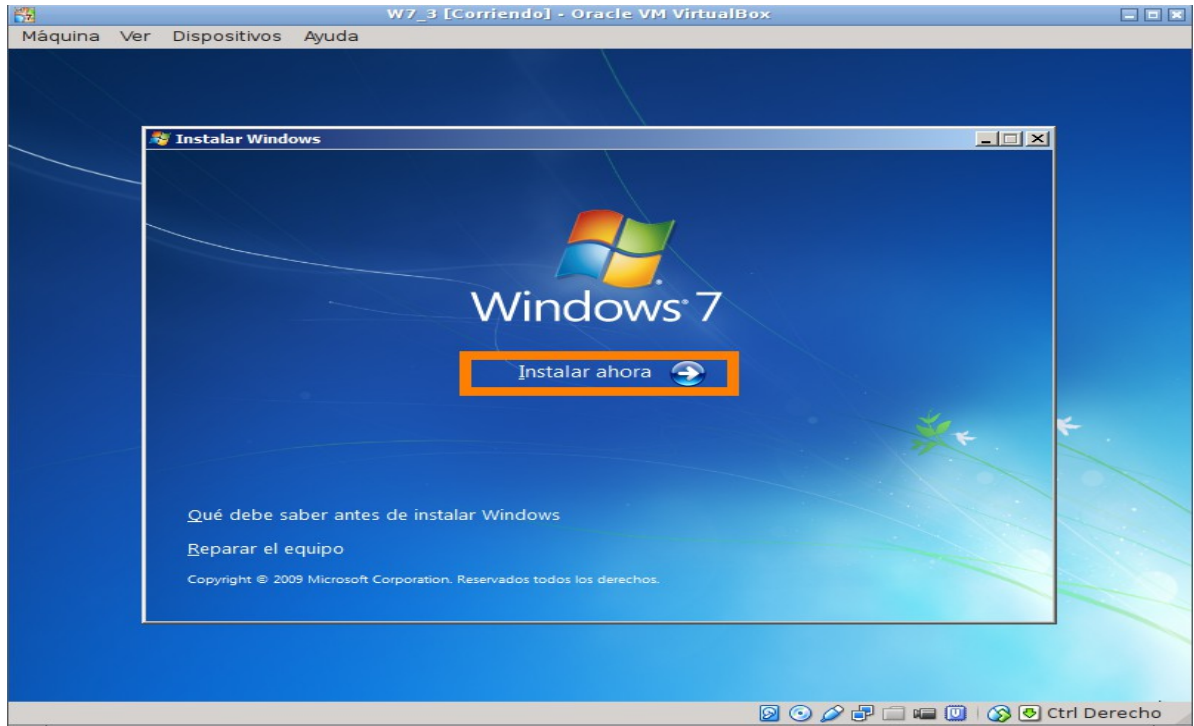 W7_3 [Corriendo] - Oracle VM VirtualBox
Máquina Ver Dispositivos Ayuda
Instalar Windows
Windows® 7
Instalar ahora
Qué debe saber antes de instalar Windows
Reparar el equipo
Copyright © 2009 Microsoft Corporation. Reservados todos los derechos.
Ctrl Derecho